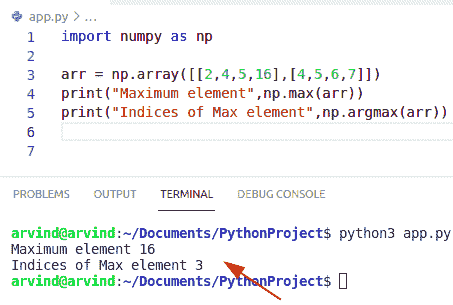 app.py > ...
1 import numpy as np
2
3 arr = np.array([[2,4,5,16],[4,5,6,7]])
4 print("Maximum element",np.max(arr))
5 print("Indices of Max element",np.argmax(arr))
6
7
PROBLEMS OUTPUT TERMINAL DEBUG CONSOLE
arvind@arvind:~/Documents/PythonProject$ python3 app.py
Maximum element 16
Indices of Max element 3
arvind@arvind:~/Documents/PythonProject$